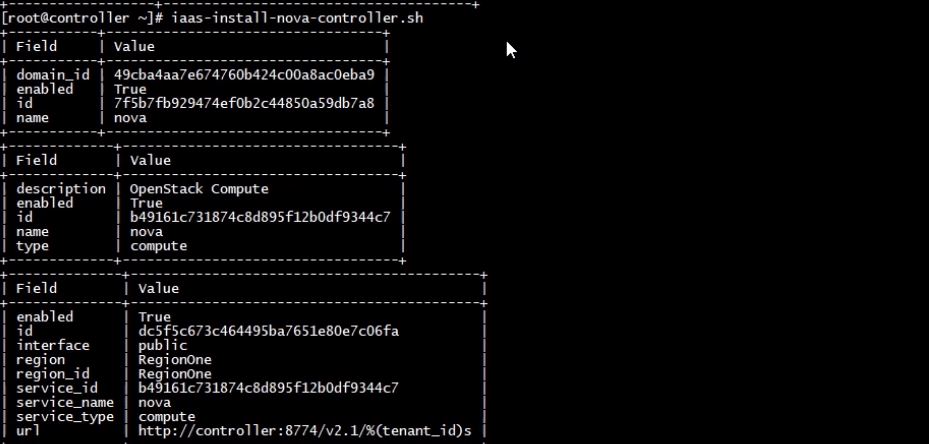 +------------------+---------------------------------------+
[root@controller ~]# iaas-install-nova-controller.sh
+-----------+----------------------------------+
| Field     | Value                            |
+-----------+----------------------------------+
| domain_id | 49cba4aa7e674760b424c00a8ac0eba9 |
| enabled   | True                             |
| id        | 7f5b7fb929474ef0b2c44850a59db7a8 |
| name      | nova                             |
+-----------+----------------------------------+
+-------------+----------------------------------+
| Field       | Value                            |
+-------------+----------------------------------+
| description | OpenStack Compute                |
| enabled     | True                             |
| id          | b49161c731874c8d895f12b0df9344c7 |
| name        | nova                             |
| type        | compute                          |
+-------------+----------------------------------+
+--------------+-------------------------------------------+
| Field        | Value                                     |
+--------------+-------------------------------------------+
| enabled      | True                                      |
| id           | dc5f5c673c464495ba7651e80e7c06fa          |
| interface    | public                                    |
| region       | RegionOne                                 |
| region_id    | RegionOne                                 |
| service_id   | b49161c731874c8d895f12b0df9344c7          |
| service_name | nova                                      |
| service_type | compute                                   |
| url          | http://controller:8774/v2.1/%(tenant_id)s |